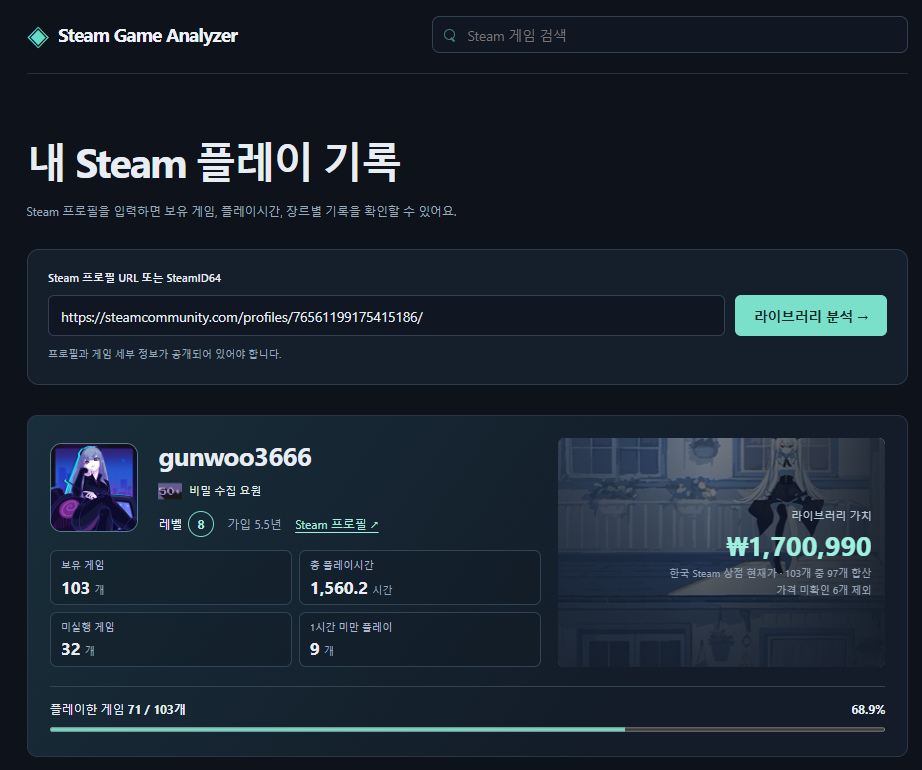 Steam Game Analyzer
Steam 게임 검색
내 Steam 플레이 기록
Steam 프로필을 입력하면 보유 게임, 플레이시간, 장르별 기록을 확인할 수 있어요.
Steam 프로필 URL 또는 SteamID64
https://steamcommunity.com/profiles/76561199175415186/
라이브러리 분석 →
프로필과 게임 세부 정보가 공개되어 있어야 합니다.
gunwoo3666
50+ 비밀 수집 요원
레벨 8 가입 5.5년 Steam 프로필 ↗
보유 게임
103 개
총 플레이시간
1,560.2 시간
미실행 게임
32 개
1시간 미만 플레이
9 개
라이브러리 가치
₩1,700,990
한국 Steam 상점 현재가 · 103개 중 97개 합산
가격 미확인 6개 제외
플레이한 게임 71 / 103개
68.9%